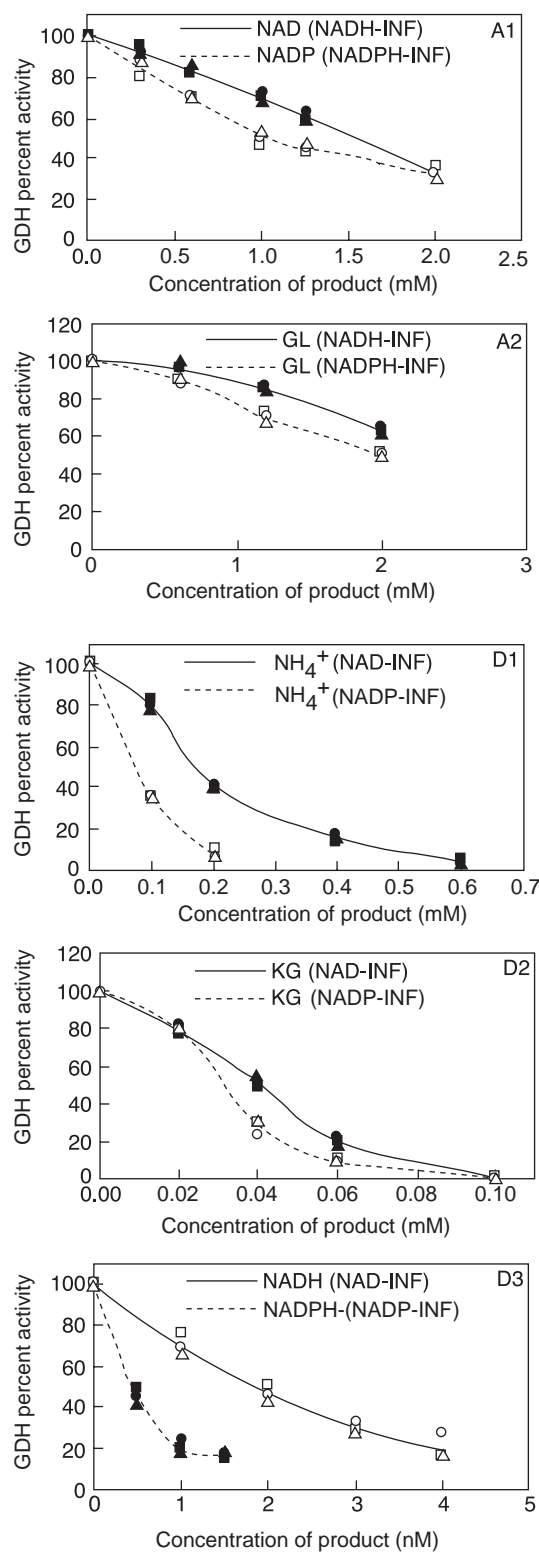 A1
NAD (NADH-INF)
NADP (NADPH-INF)
GDH percent activity
100
80
60
40
20
0
0.0 0.5 1.0 1.5 2.0 2.5
Concentration of product (mM)
A2
GL (NADH-INF)
GL (NADPH-INF)
GDH percent activity
120
100
80
60
40
20
0
0 1 2 3
Concentration of product (mM)
D1
NH4+ (NAD-INF)
NH4+ (NADP-INF)
GDH percent activity
100
80
60
40
20
0
0.0 0.1 0.2 0.3 0.4 0.5 0.6 0.7
Concentration of product (mM)
D2
KG (NAD-INF)
KG (NADP-INF)
GDH percent activity
120
100
80
60
40
20
0
0.00 0.02 0.04 0.06 0.08 0.10
Concentration of product (mM)
D3
NADH (NAD-INF)
NADPH-(NADP-INF)
GDH percent activity
100
80
60
40
20
0
0 1 2 3 4 5
Concentration of product (nM)